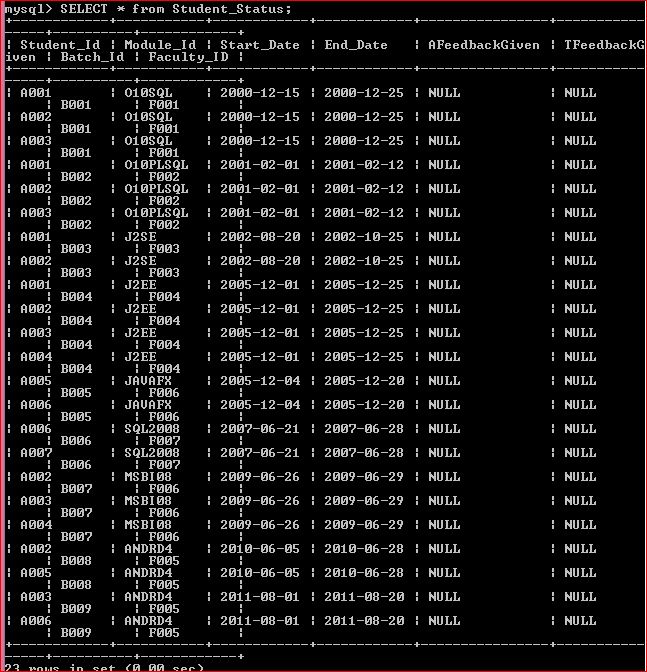 mysql> SELECT * from Student_Status;
+------------+-----------+------------+------------+----------------+----------
------+----------+------------+
| Student_Id | Module_Id | Start_Date | End_Date   | AFeedbackGiven | TFeedbackG
iven | Batch_Id | Faculty_ID |
+------------+-----------+------------+------------+----------------+----------
------+----------+------------+
| A001       | O10SQL    | 2000-12-15 | 2000-12-25 | NULL           | NULL
     | B001     | F001       |
| A002       | O10SQL    | 2000-12-15 | 2000-12-25 | NULL           | NULL
     | B001     | F001       |
| A003       | O10SQL    | 2000-12-15 | 2000-12-25 | NULL           | NULL
     | B001     | F001       |
| A001       | O10PLSQL  | 2001-02-01 | 2001-02-12 | NULL           | NULL
     | B002     | F002       |
| A002       | O10PLSQL  | 2001-02-01 | 2001-02-12 | NULL           | NULL
     | B002     | F002       |
| A003       | O10PLSQL  | 2001-02-01 | 2001-02-12 | NULL           | NULL
     | B002     | F002       |
| A001       | J2SE      | 2002-08-20 | 2002-10-25 | NULL           | NULL
     | B003     | F003       |
| A002       | J2SE      | 2002-08-20 | 2002-10-25 | NULL           | NULL
     | B003     | F003       |
| A001       | J2EE      | 2005-12-01 | 2005-12-25 | NULL           | NULL
     | B004     | F004       |
| A002       | J2EE      | 2005-12-01 | 2005-12-25 | NULL           | NULL
     | B004     | F004       |
| A003       | J2EE      | 2005-12-01 | 2005-12-25 | NULL           | NULL
     | B004     | F004       |
| A004       | J2EE      | 2005-12-01 | 2005-12-25 | NULL           | NULL
     | B004     | F004       |
| A005       | JAVAFX    | 2005-12-04 | 2005-12-20 | NULL           | NULL
     | B005     | F006       |
| A006       | JAVAFX    | 2005-12-04 | 2005-12-20 | NULL           | NULL
     | B005     | F006       |
| A006       | SQL2008   | 2007-06-21 | 2007-06-28 | NULL           | NULL
     | B006     | F007       |
| A007       | SQL2008   | 2007-06-21 | 2007-06-28 | NULL           | NULL
     | B006     | F007       |
| A002       | MSBI08    | 2009-06-26 | 2009-06-29 | NULL           | NULL
     | B007     | F006       |
| A003       | MSBI08    | 2009-06-26 | 2009-06-29 | NULL           | NULL
     | B007     | F006       |
| A004       | MSBI08    | 2009-06-26 | 2009-06-29 | NULL           | NULL
     | B007     | F006       |
| A002       | ANDRD4    | 2010-06-05 | 2010-06-28 | NULL           | NULL
     | B008     | F005       |
| A005       | ANDRD4    | 2010-06-05 | 2010-06-28 | NULL           | NULL
     | B008     | F005       |
| A003       | ANDRD4    | 2011-08-01 | 2011-08-20 | NULL           | NULL
     | B009     | F005       |
| A006       | ANDRD4    | 2011-08-01 | 2011-08-20 | NULL           | NULL
     | B009     | F005       |
+------------+-----------+------------+------------+----------------+----------
------+----------+------------+
23 rows in set (0.00 sec)